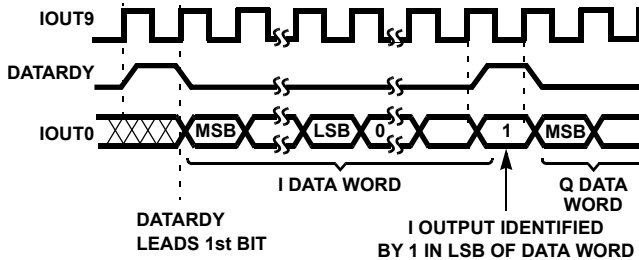 IOUT9
DATARDY
IOUT0
MSB
LSB
0
1
MSB
I DATA WORD
Q DATA
WORD
DATARDY
LEADS 1st BIT
I OUTPUT IDENTIFIED
BY 1 IN LSB OF DATA WORD